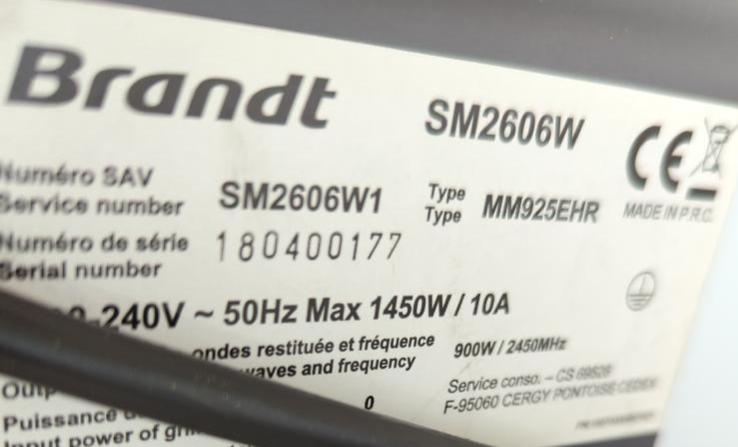 Brandt
SM2606W
Numéro SAV
Service number
SM2606W1
Type
Type
MM925EHR
MADE IN P.R.C.
Numéro de série
Serial number
180400177
-240V ~ 50Hz Max 1450W / 10A
ondes restituée et fréquence
waves and frequency
900W / 2450MHz
Service conso. - CS
F-95060 CERGY PONTOISE CEDEX
0
Puissance
Input power of